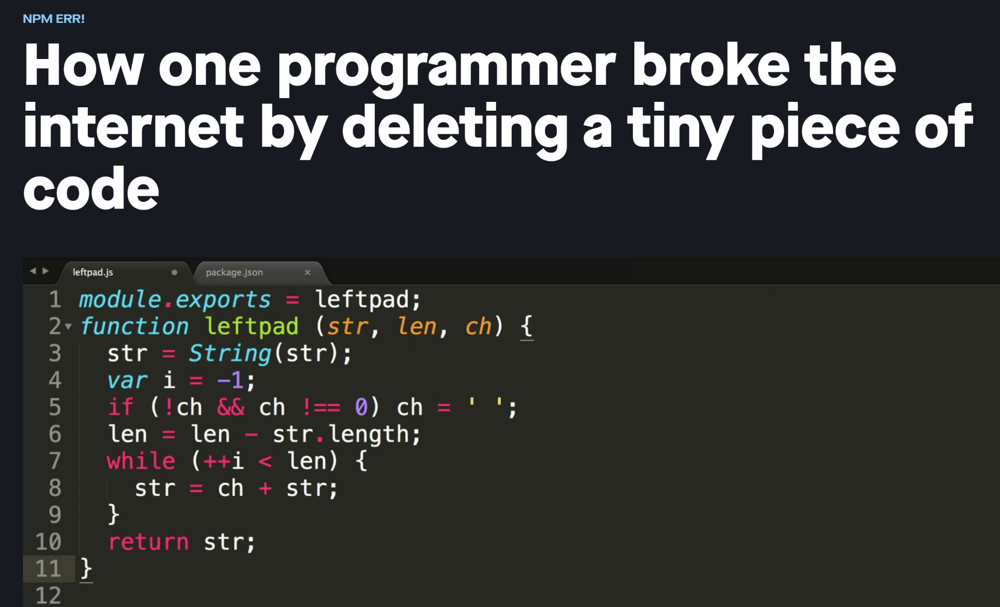 NPM ERR!
How one programmer broke the
internet by deleting a tiny piece of
code
leftpad.js package.json
1 module.exports = leftpad;
2 function leftpad (str, len, ch) {
3 str = String(str);
4 var i = -1;
5 if (!ch && ch !== 0) ch = ' ';
6 len = len - str.length;
7 while (++i < len) {
8 str = ch + str;
9 }
10 return str;
11 }
12